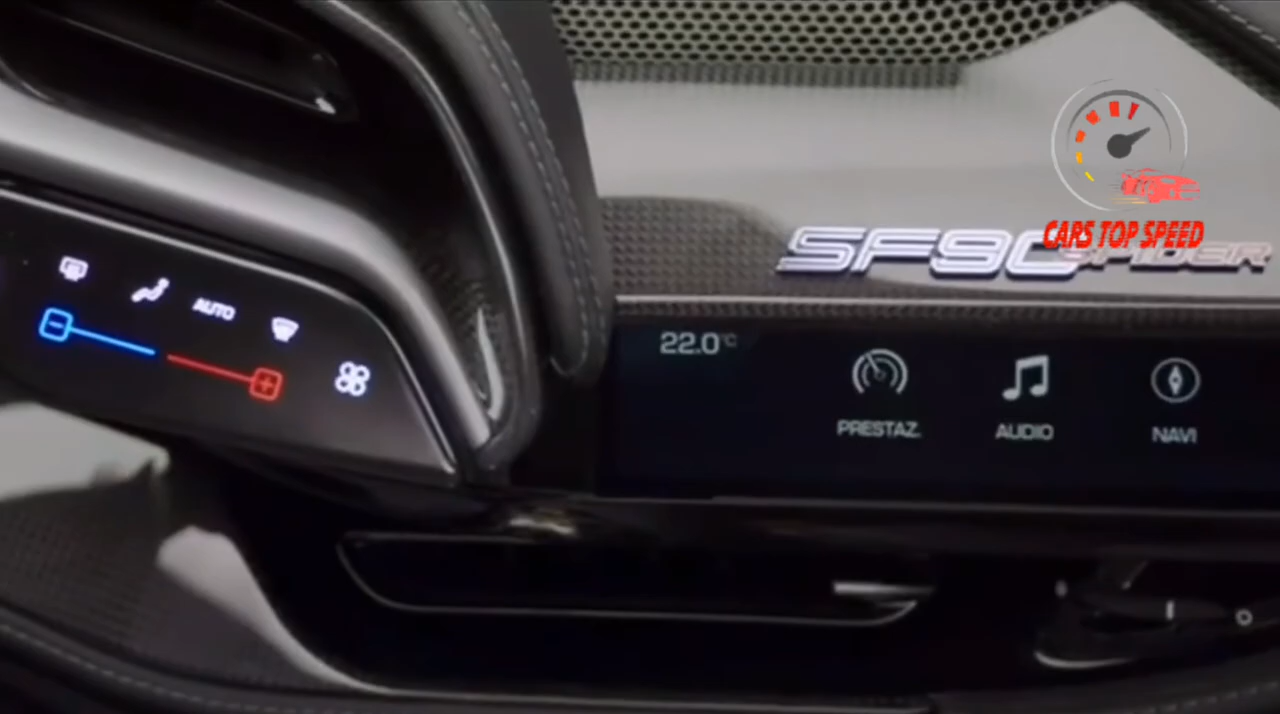 CARS TOP SPEED
SF90 SPIDER
22.0°C
AUTO
PRESTAZ.
AUDIO
NAVI